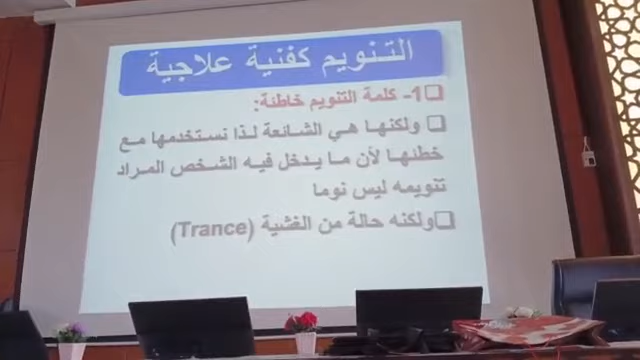 التنويم كفنية علاجية
1- كلمة التنويم خاطئة:
ولكنها هي الشائعة لذا نستخدمها مع
خطئها لأن ما يدخل فيه الشخص المراد
تنويمه ليس نوما
ولكنه حالة من الغشية (Trance)